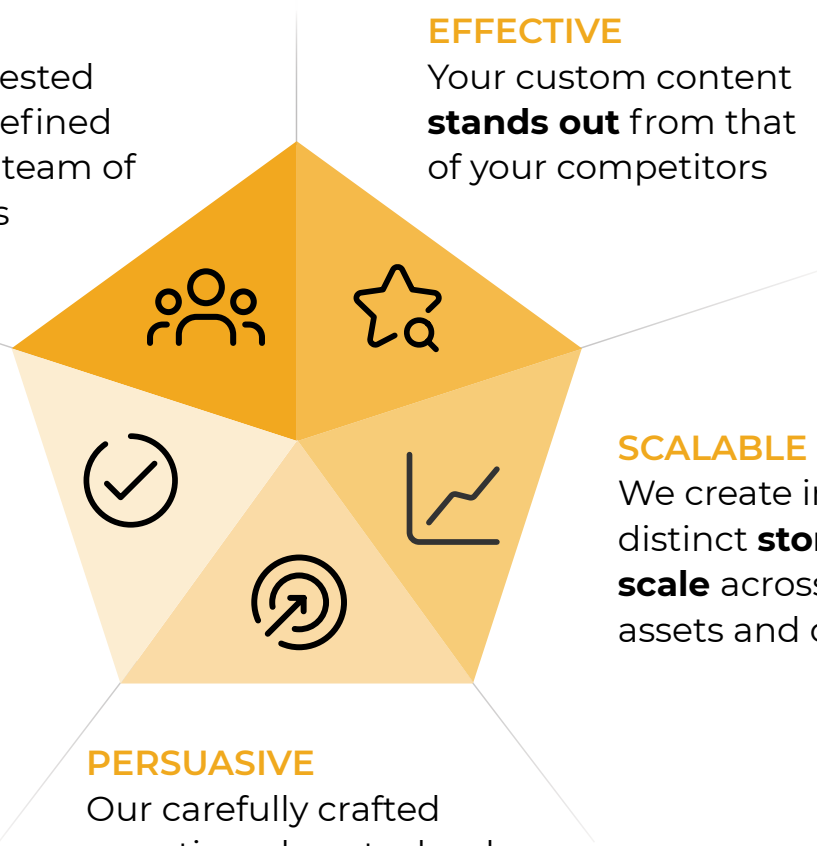 ested
efined
team of
s
EFFECTIVE
Your custom content
stands out from that
of your competitors
SCALABLE
We create
distinct
scale
assets and
PERSUASIVE
Our carefully crafted